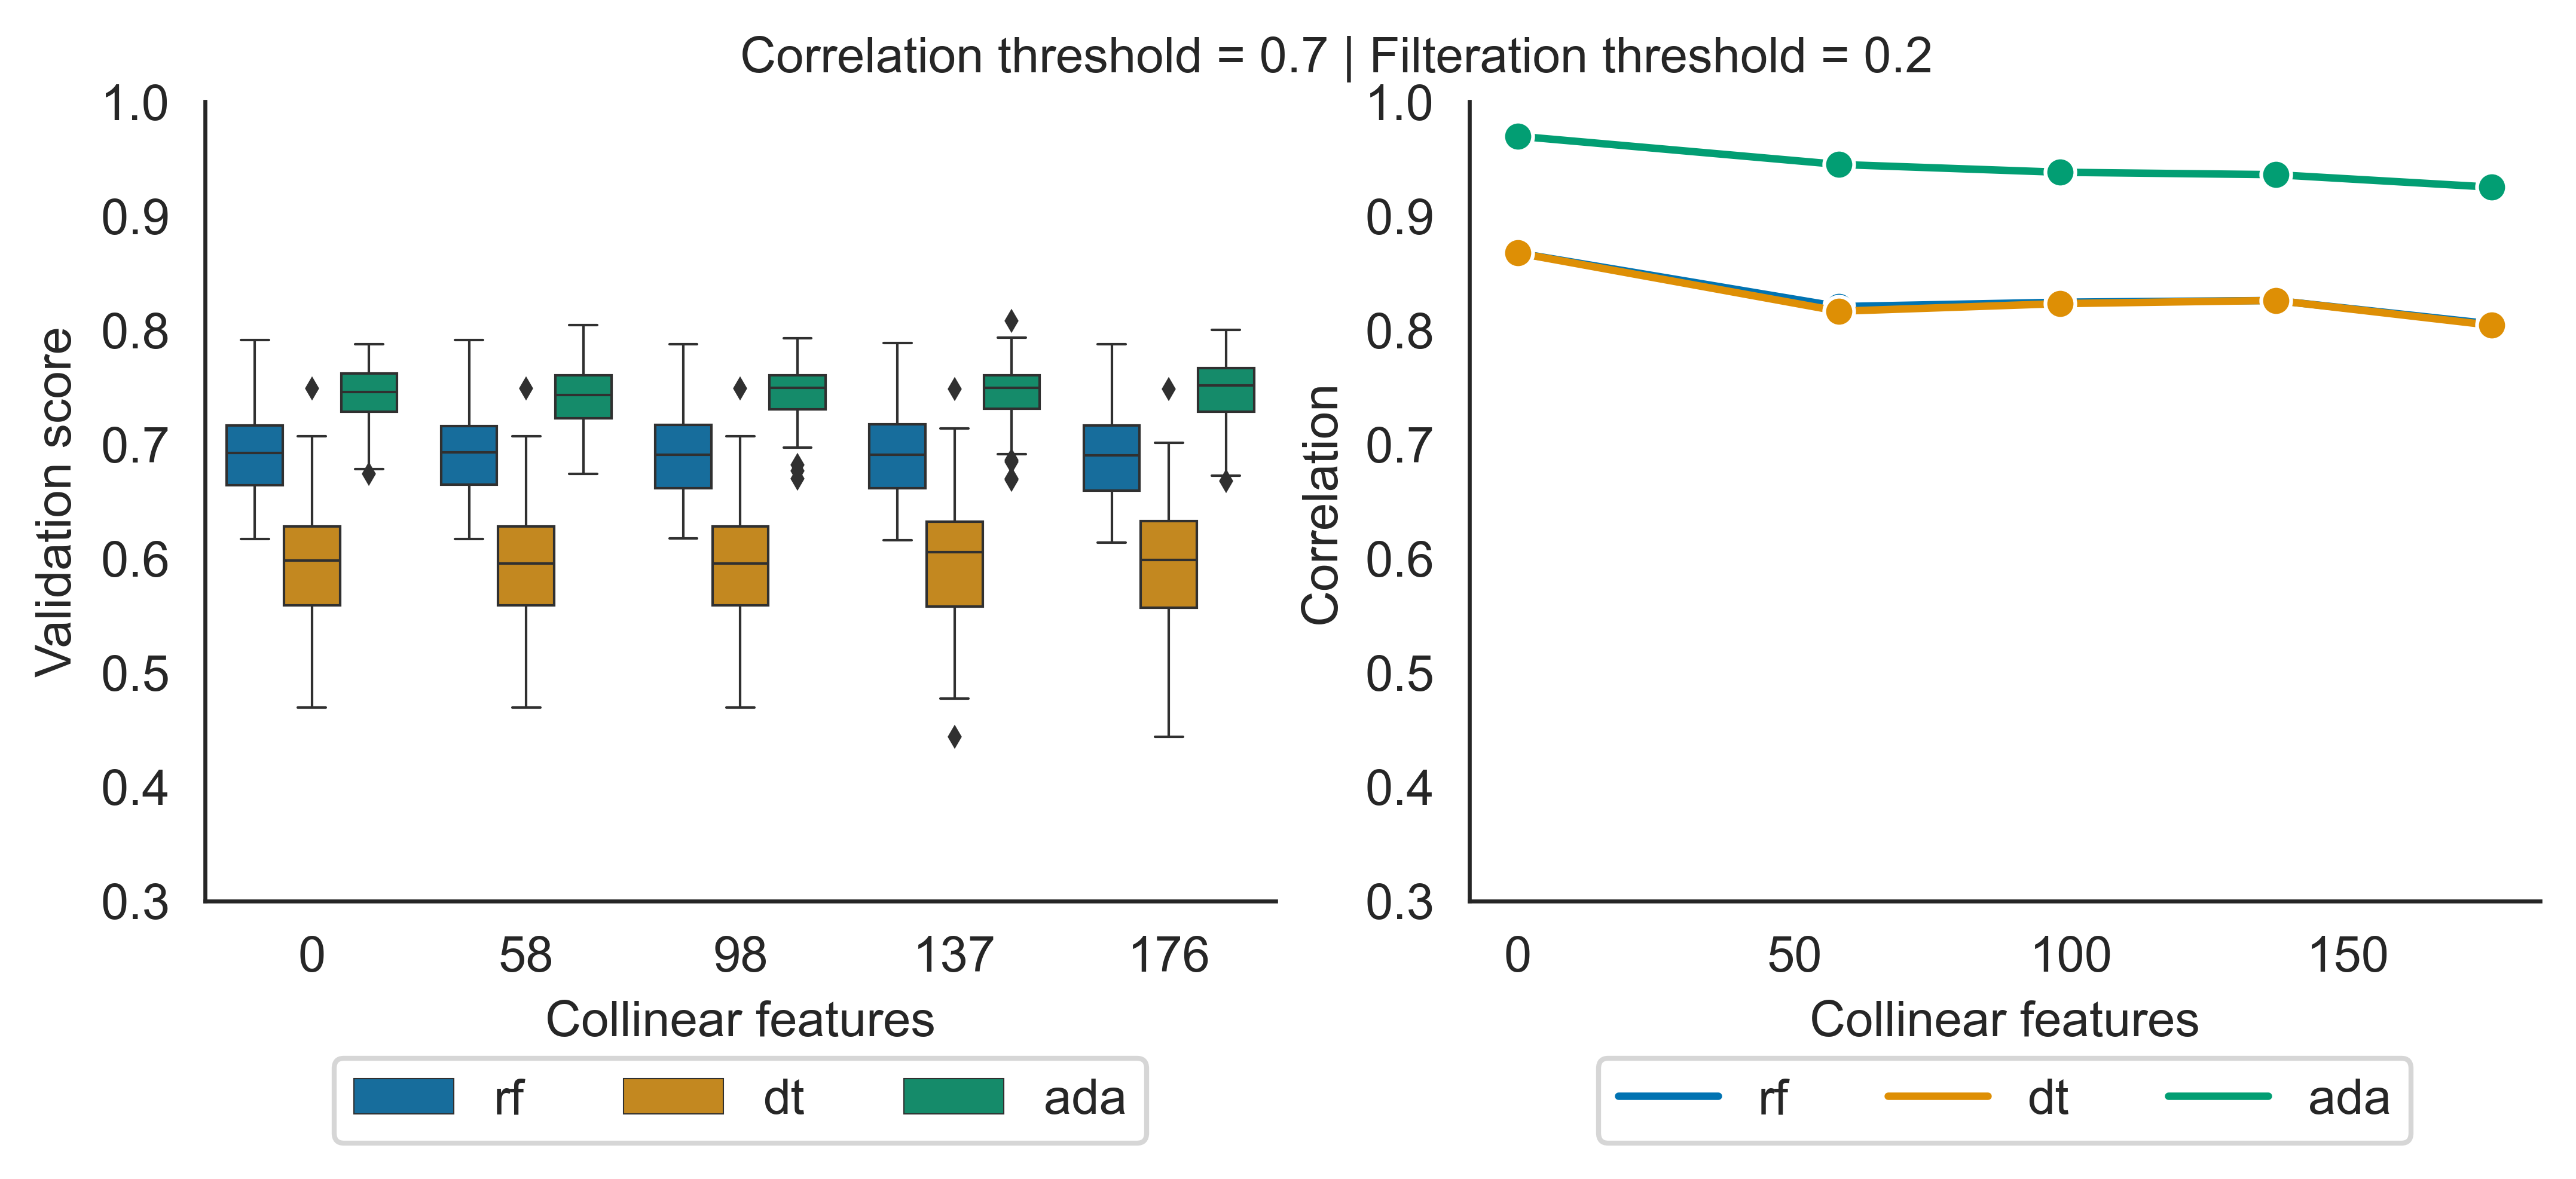 Correlation threshold = 0.7 | Filteration threshold = 0.2
1.0
0.9
0.8
0.7
0.6
0.5
0.4
0.3
Validation score
0 58 98 137 176
Collinear features
rf dt ada
1.0
0.9
0.8
0.7
0.6
0.5
0.4
0.3
Correlation
0 50 100 150
Collinear features
rf dt ada